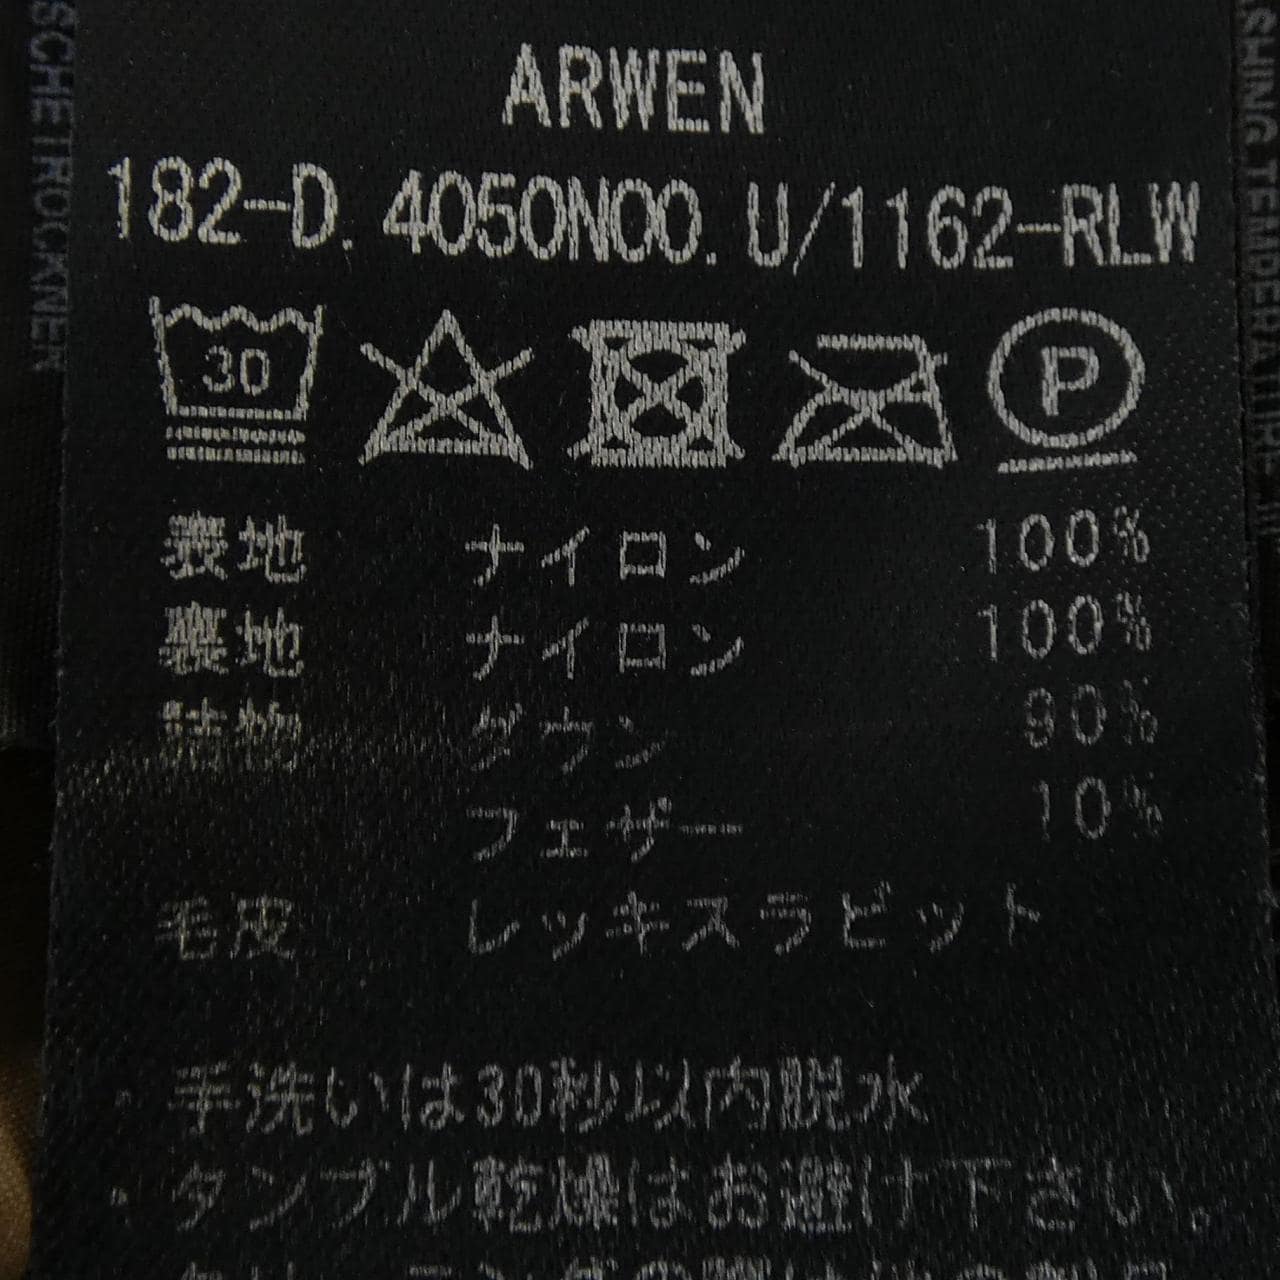 ARWEN
182-D. 4050N00. U/1162-RLW
30
P
表地 ナイロン 100%
裏地 ナイロン 100%
詰物 ダウン 90%
フェザー 10%
毛皮 レッキスラビット
・手洗いは30秒以内脱水
・タンブル乾燥はお避け下さい。
SCHETROCKNER
SHING TEMPERATURE